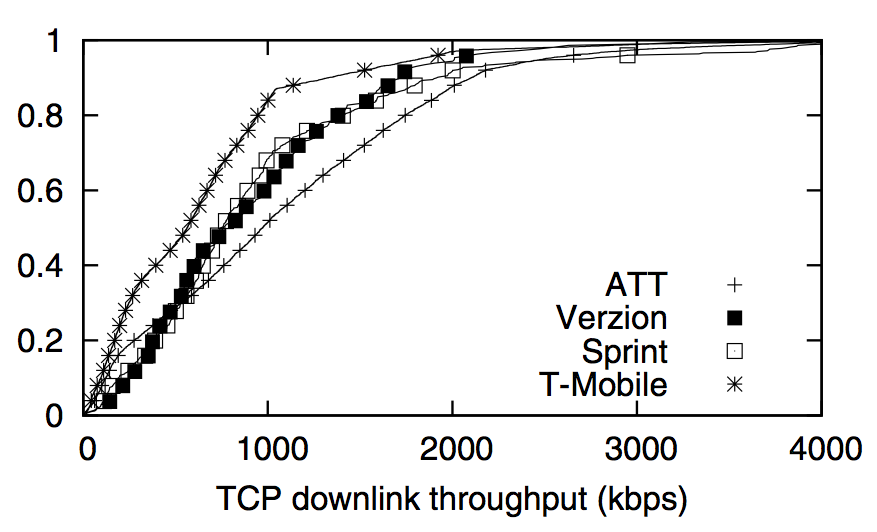 1
0.8
0.6
0.4
0.2
0
ATT
Verzion
Sprint
T-Mobile
0 1000 2000 3000 4000
TCP downlink throughput (kbps)